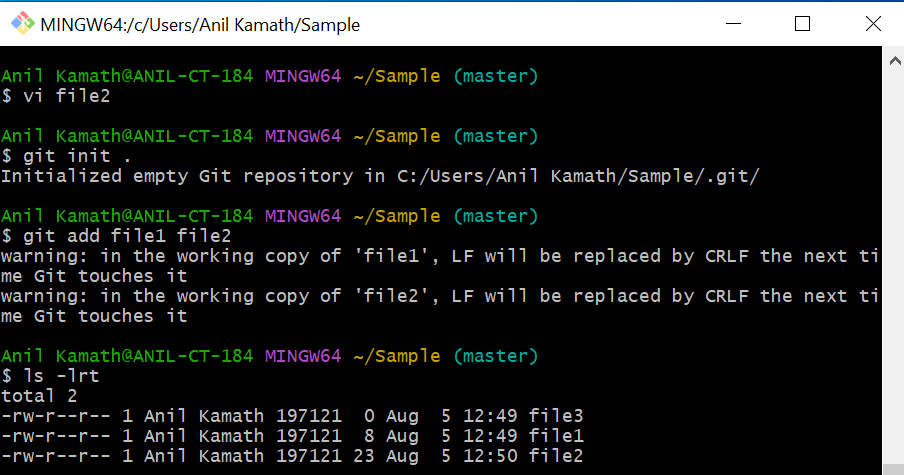 MINGW64:/c/Users/Anil Kamath/Sample
Anil Kamath@ANIL-CT-184 MINGW64 ~/Sample (master)
$ vi file2
Anil Kamath@ANIL-CT-184 MINGW64 ~/Sample (master)
$ git init .
Initialized empty Git repository in C:/Users/Anil Kamath/Sample/.git/
Anil Kamath@ANIL-CT-184 MINGW64 ~/Sample (master)
$ git add file1 file2
warning: in the working copy of 'file1', LF will be replaced by CRLF the next ti
me Git touches it
warning: in the working copy of 'file2', LF will be replaced by CRLF the next ti
me Git touches it
Anil Kamath@ANIL-CT-184 MINGW64 ~/Sample (master)
$ ls -lrt
total 2
-rw-r--r-- 1 Anil Kamath 197121  0 Aug  5 12:49 file3
-rw-r--r-- 1 Anil Kamath 197121  8 Aug  5 12:49 file1
-rw-r--r-- 1 Anil Kamath 197121 23 Aug  5 12:50 file2